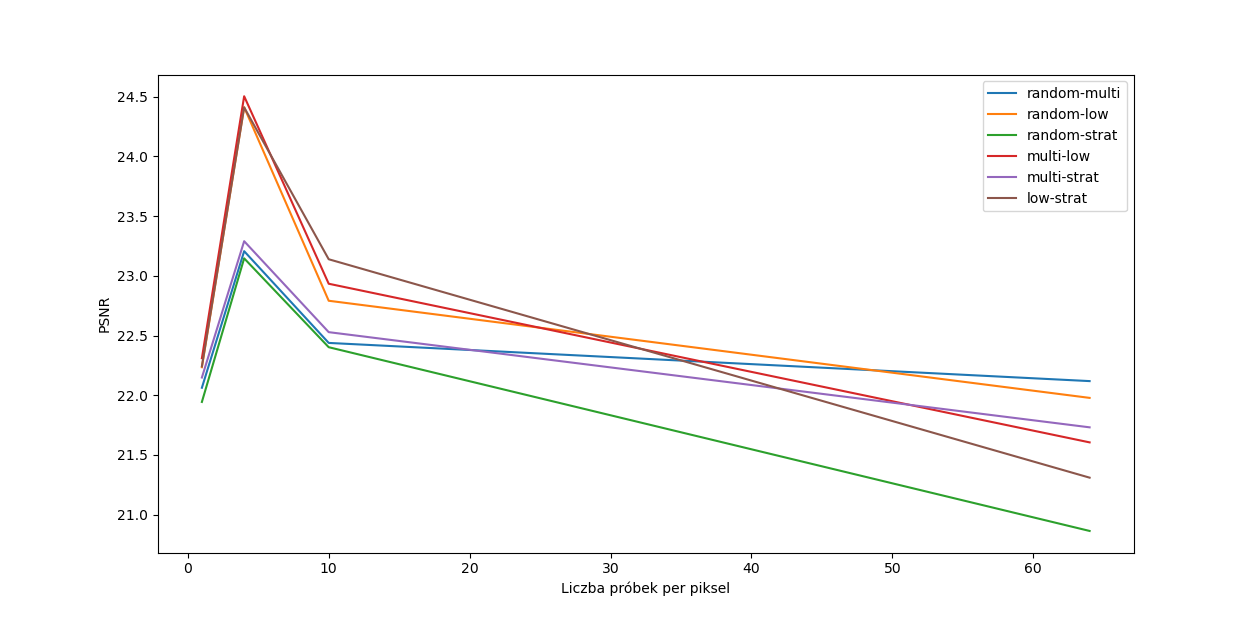 24.5
24.0
23.5
23.0
22.5
22.0
21.5
21.0
PSNR
0 10 20 30 40 50 60
Liczba próbek per piksel
random-multi
random-low
random-strat
multi-low
multi-strat
low-strat